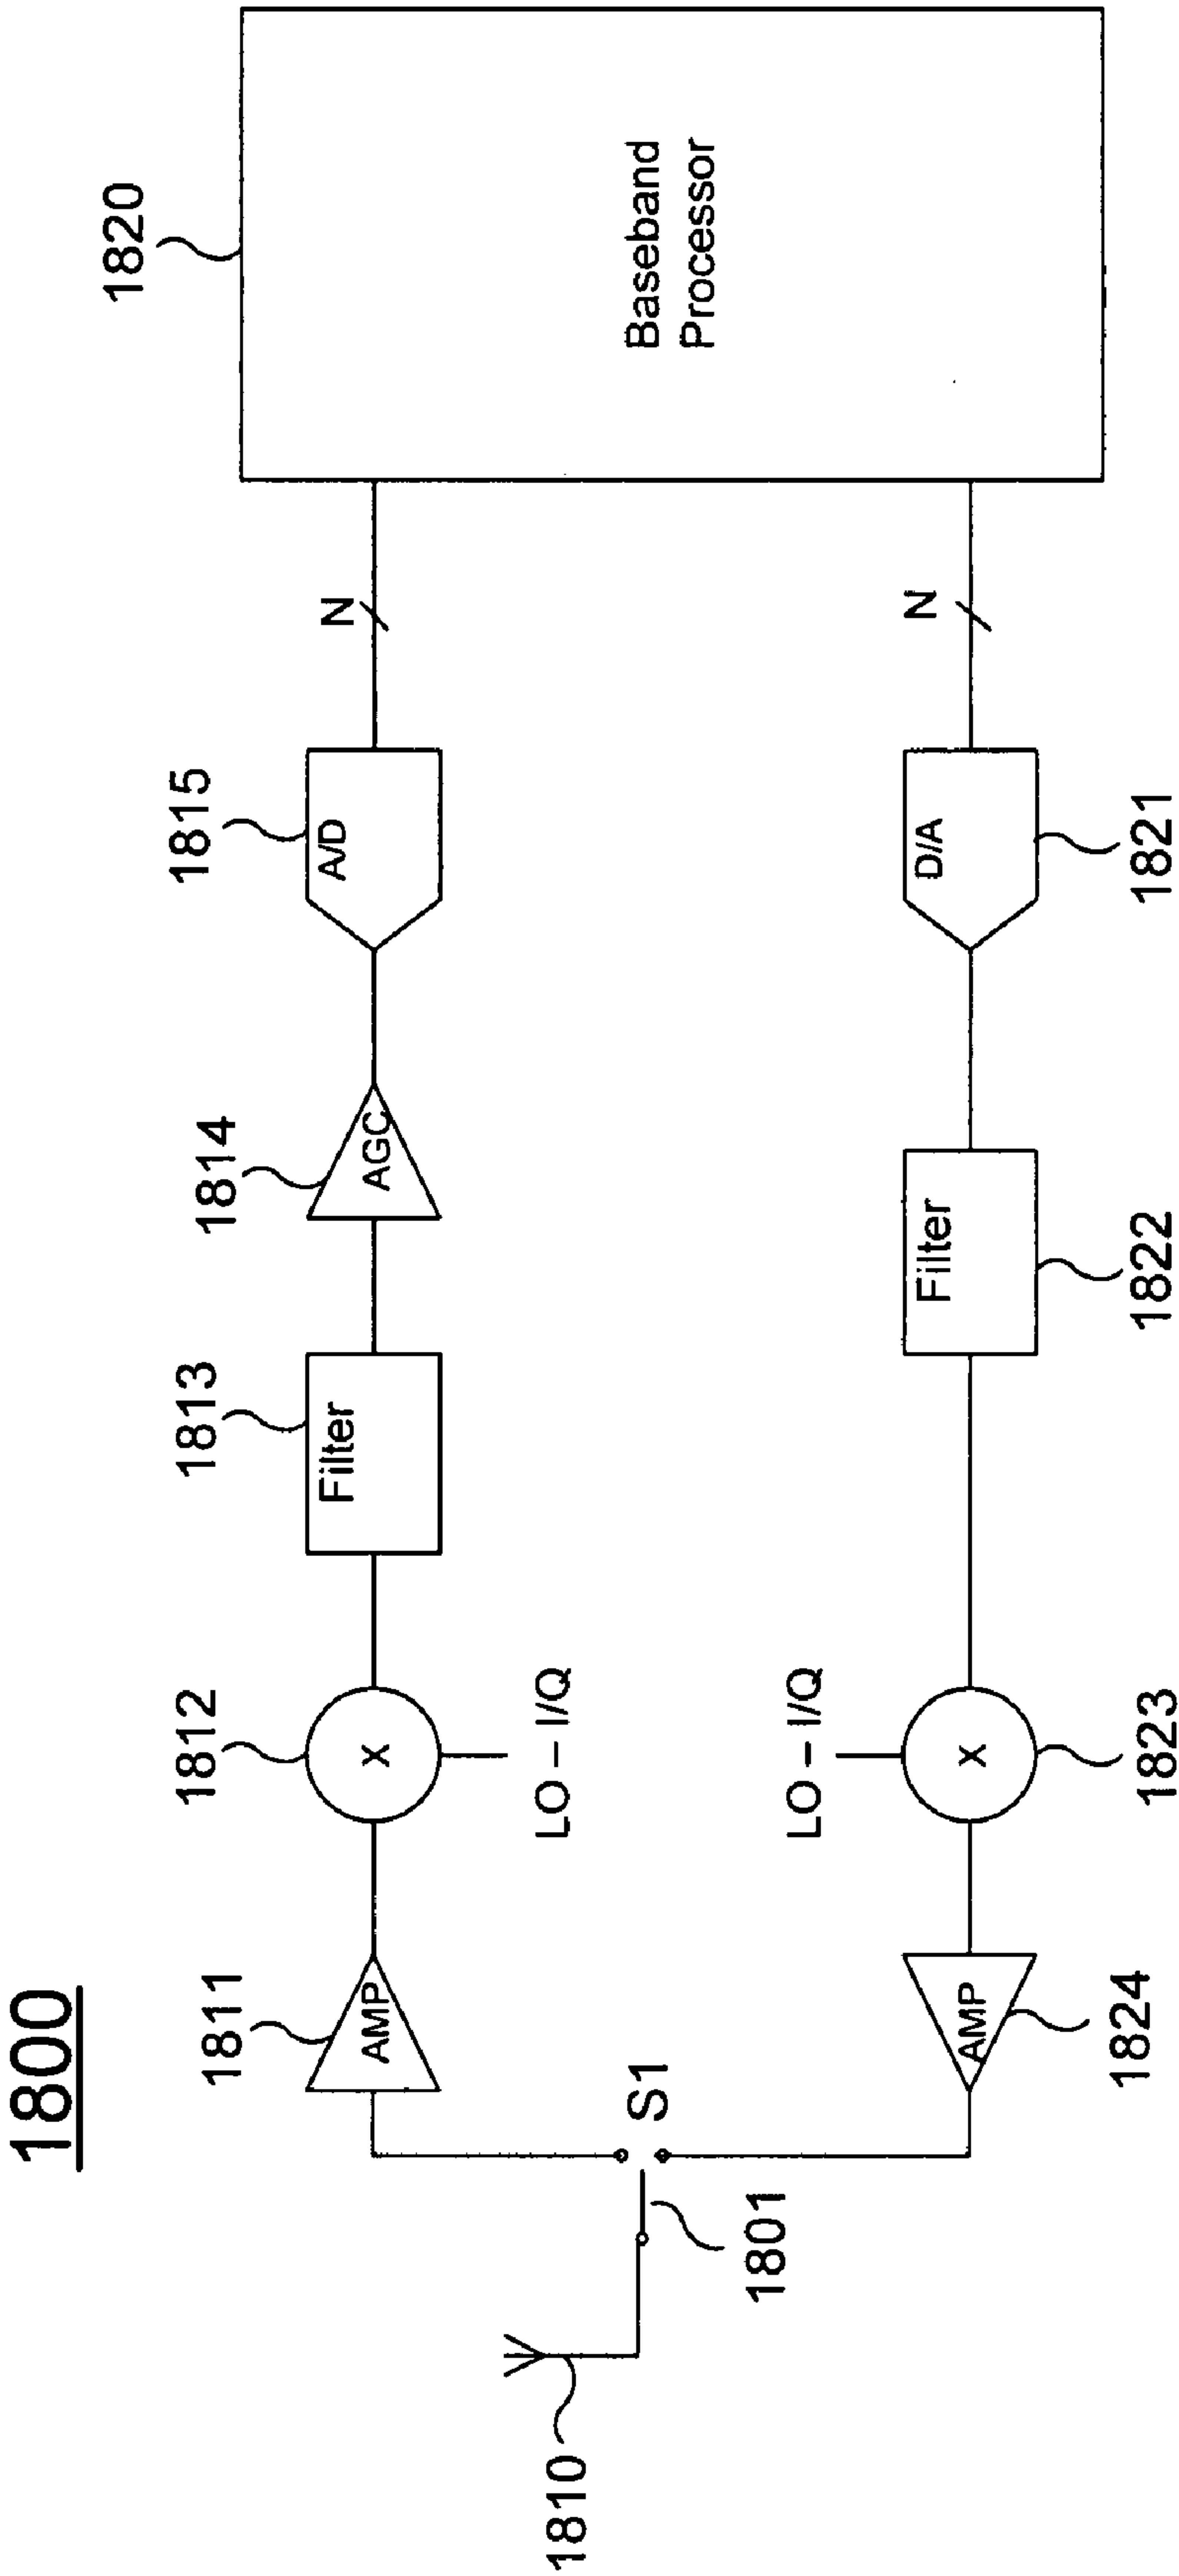 1800
1811
1812
1813
1814
1815
1820
AMP
X
Filter
AGC
A/D
N
LO – I/Q
Baseband
Processor
1810
1801
S1
LO – I/Q
AMP
X
Filter
D/A
N
1824
1823
1822
1821